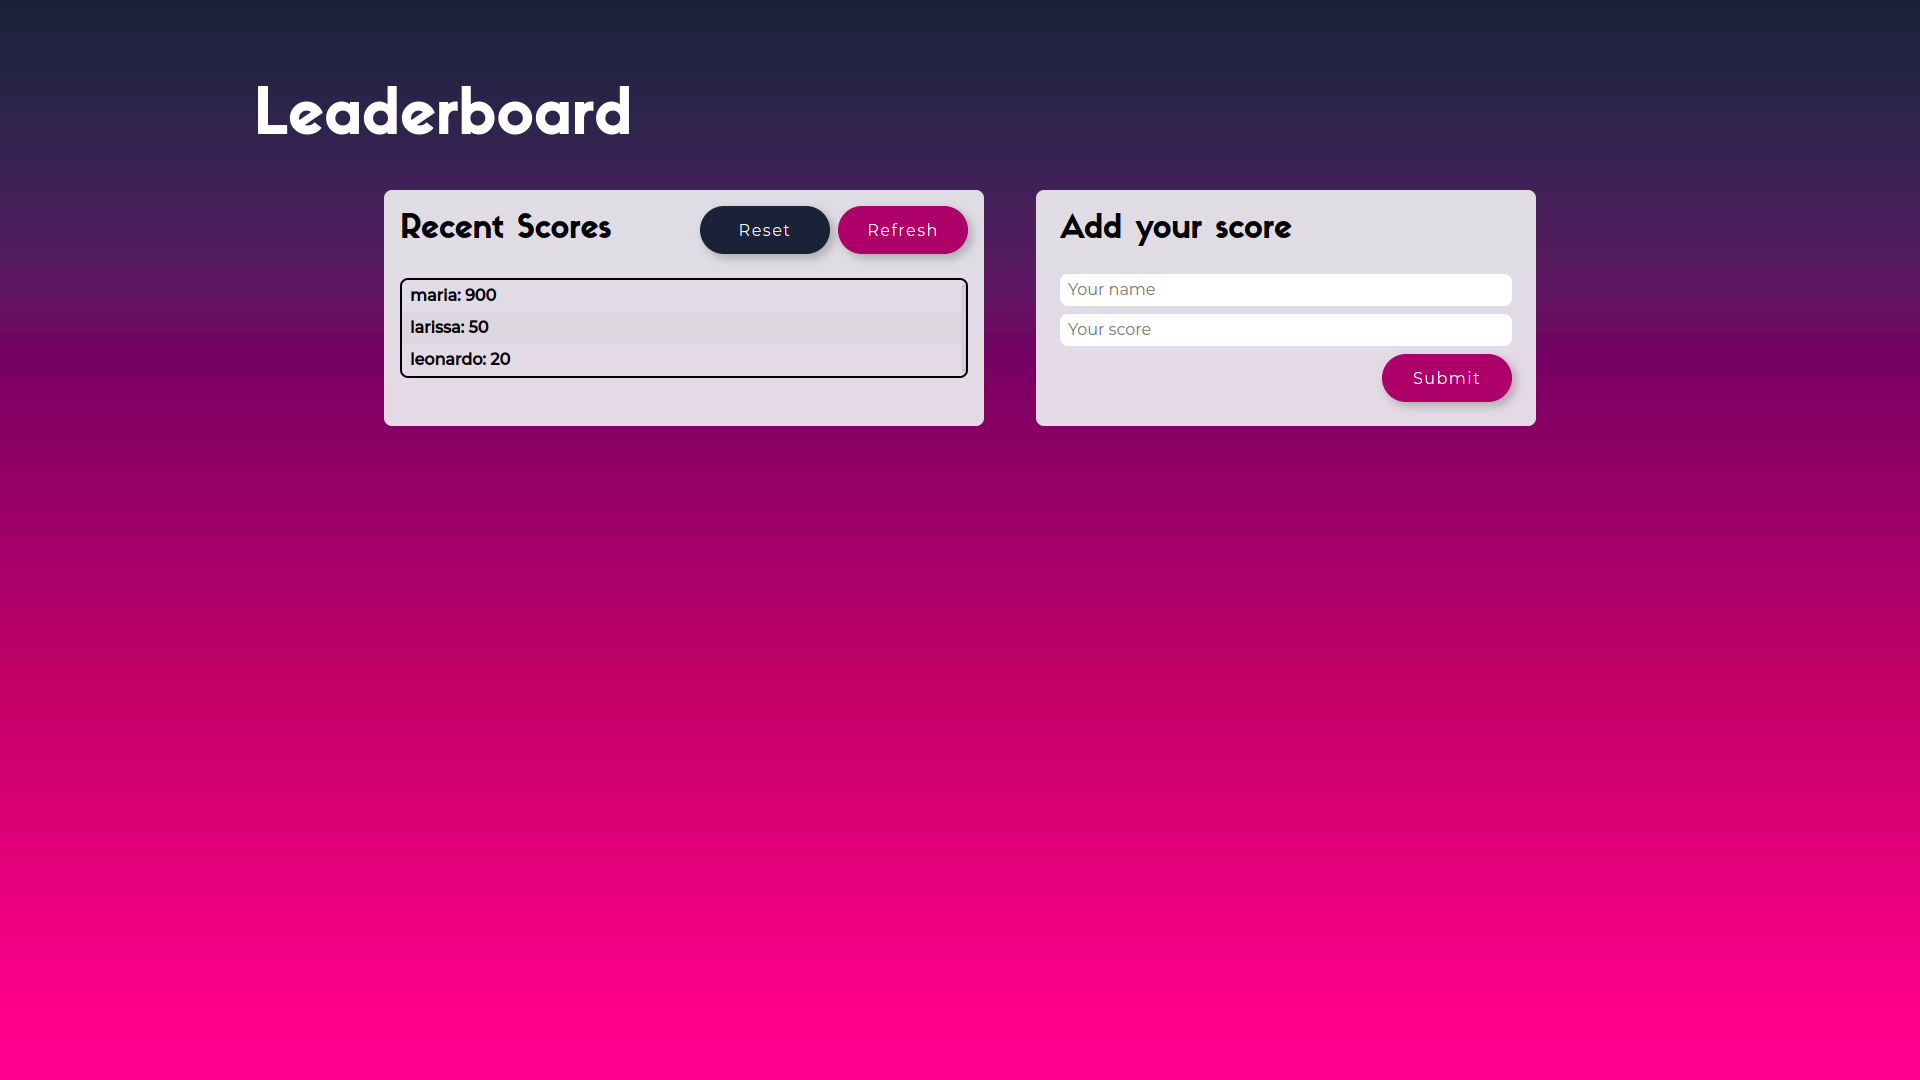 Leaderboard
Recent Scores
Reset
Refresh
maria: 900
larissa: 50
leonardo: 20
Add your score
Your name
Your score
Submit